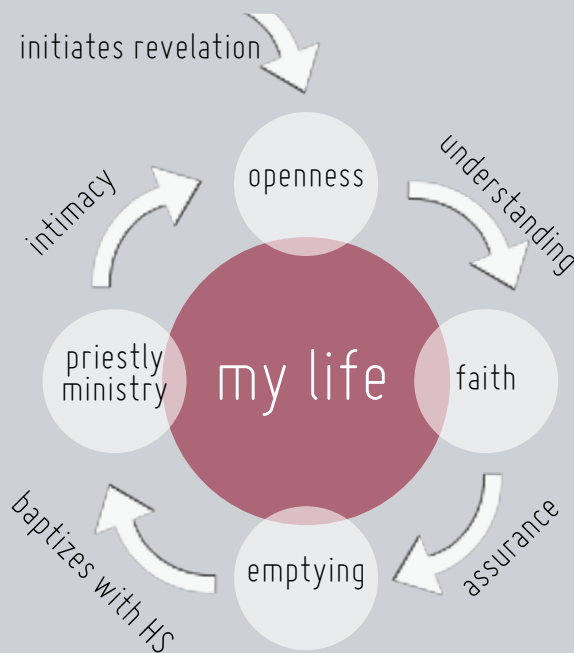 initiates revelation
openness
understanding
intimacy
priestly
ministry
my life
faith
assurance
emptying
baptizes with HS